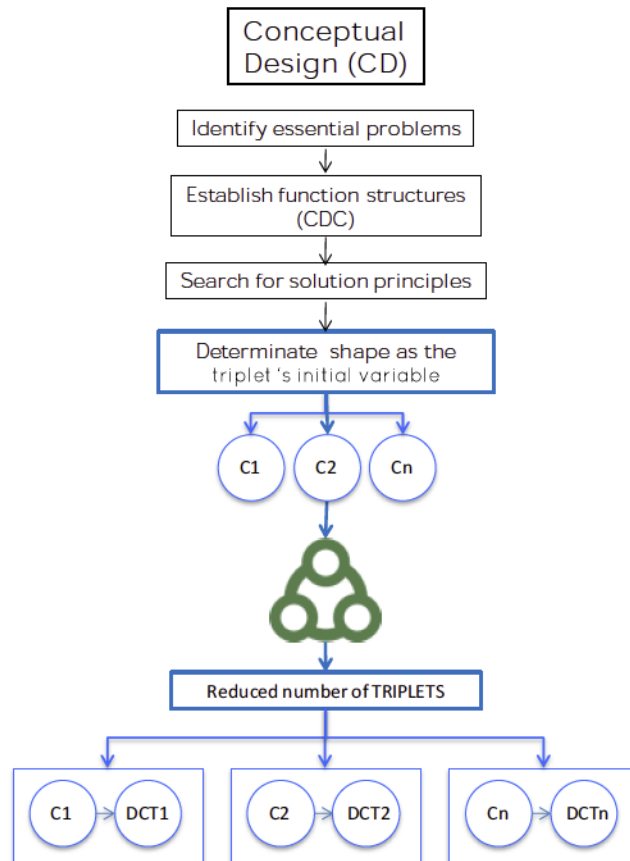 Conceptual
Design (CD)
Identify essential problems
Establish function structures
(CDC)
Search for solution principles
Determinate shape as the
triplet's initial variable
C1
C2
Cn
Reduced number of TRIPLETS
C1
DCT1
C2
DCT2
Cn
DCTn